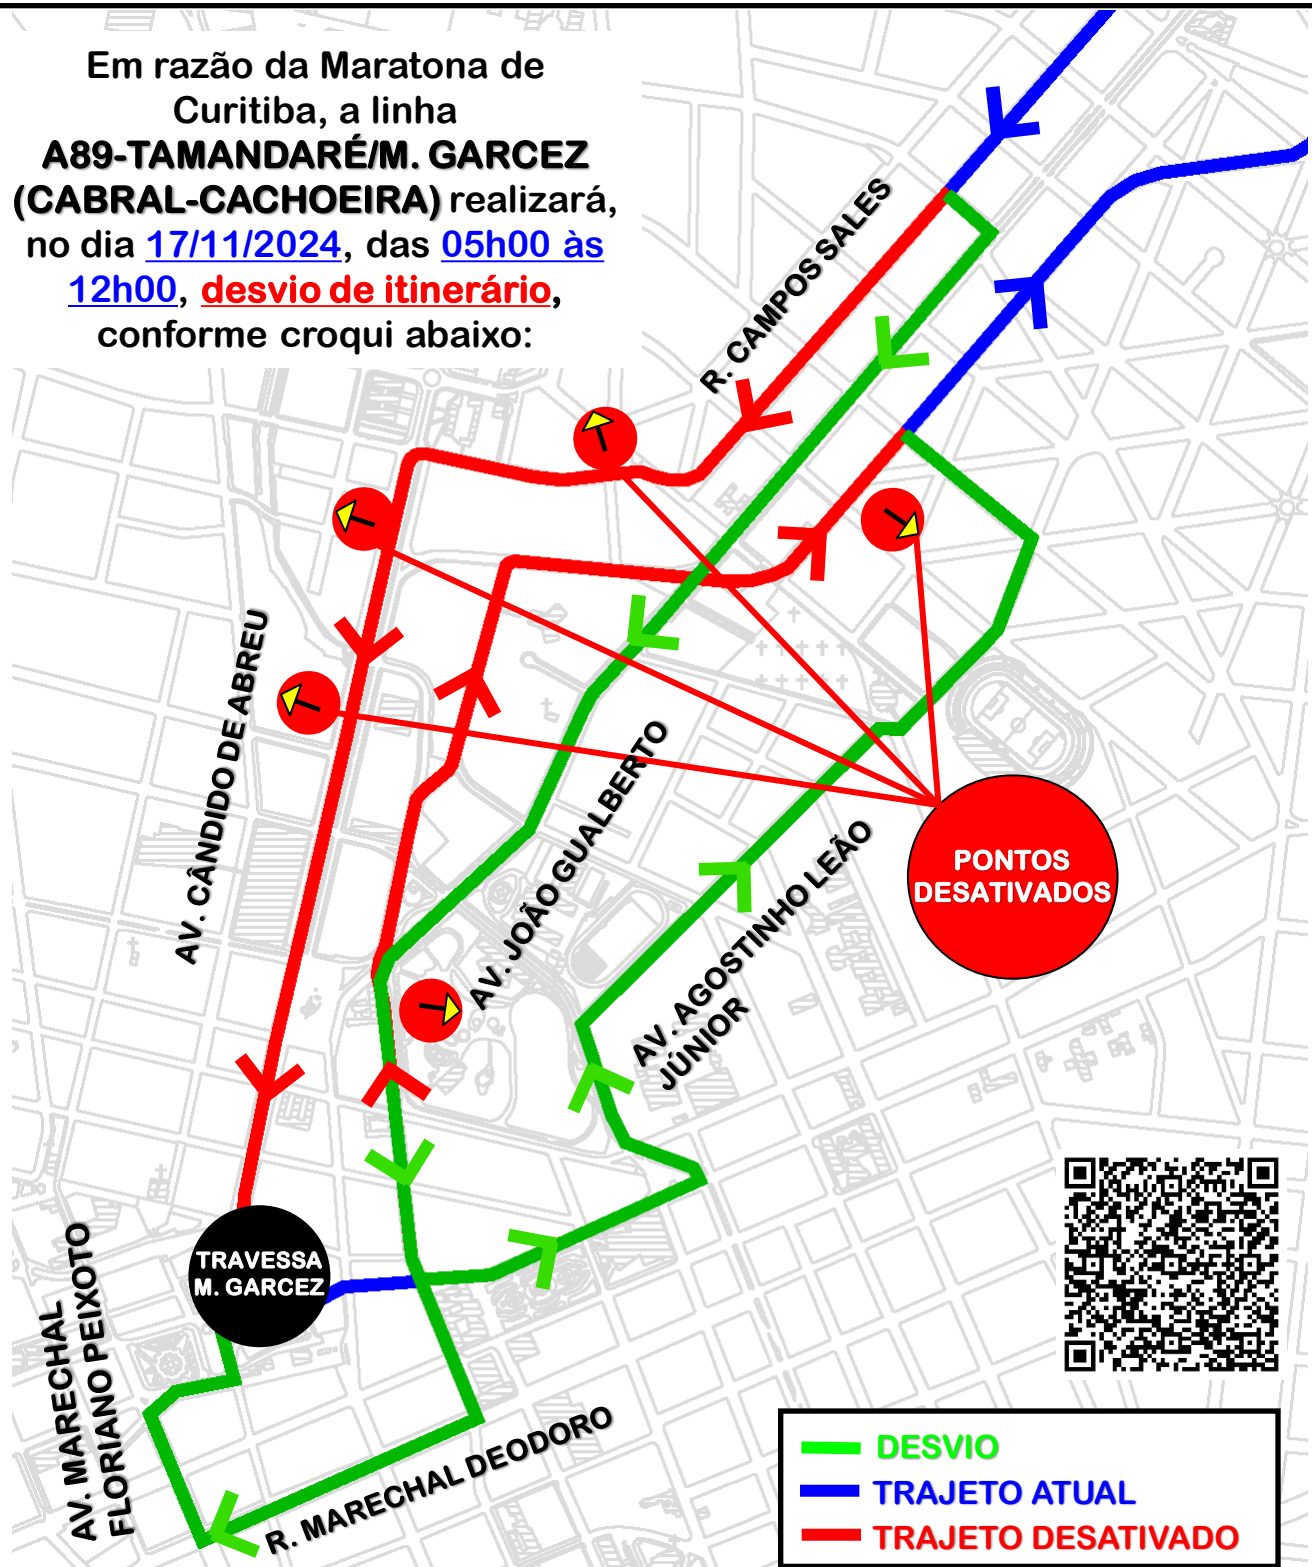 Em razão da Maratona de
Curitiba, a linha
A89-TAMANDARÉ/M. GARCEZ
(CABRAL-CACHOEIRA) realizará,
no dia 17/11/2024, das 05h00 às
12h00, desvio de itinerário,
conforme croqui abaixo:
R. CAMPOS SALES
AV. CÂNDIDO DE ABREU
AV. JOÃO GUALBERTO
AV. AGOSTINHO LEÃO
JÚNIOR
PONTOS
DESATIVADOS
TRAVESSA
M. GARCEZ
AV. MARECHAL
FLORIANO PEIXOTO
R. MARECHAL DEODORO
DESVIO
TRAJETO ATUAL
TRAJETO DESATIVADO